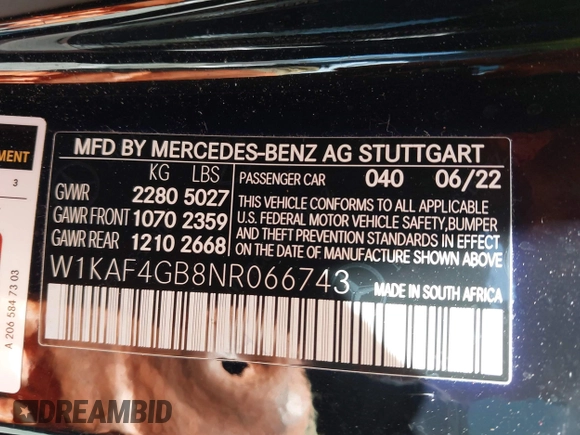 MENT
3
A 206 584 73 03
MFD BY MERCEDES-BENZ AG STUTTGART
KG LBS
GVWR 2280 5027
GAWR FRONT 1070 2359
GAWR REAR 1210 2668
PASSENGER CAR 040 06/22
THIS VEHICLE CONFORMS TO ALL APPLICABLE
U.S. FEDERAL MOTOR VEHICLE SAFETY,BUMPER
AND THEFT PREVENTION STANDARDS IN EFFECT
ON THE DATE OF MANUFACTURE SHOWN ABOVE
W1KAF4GB8NR066743
MADE IN SOUTH AFRICA
DREAMBID